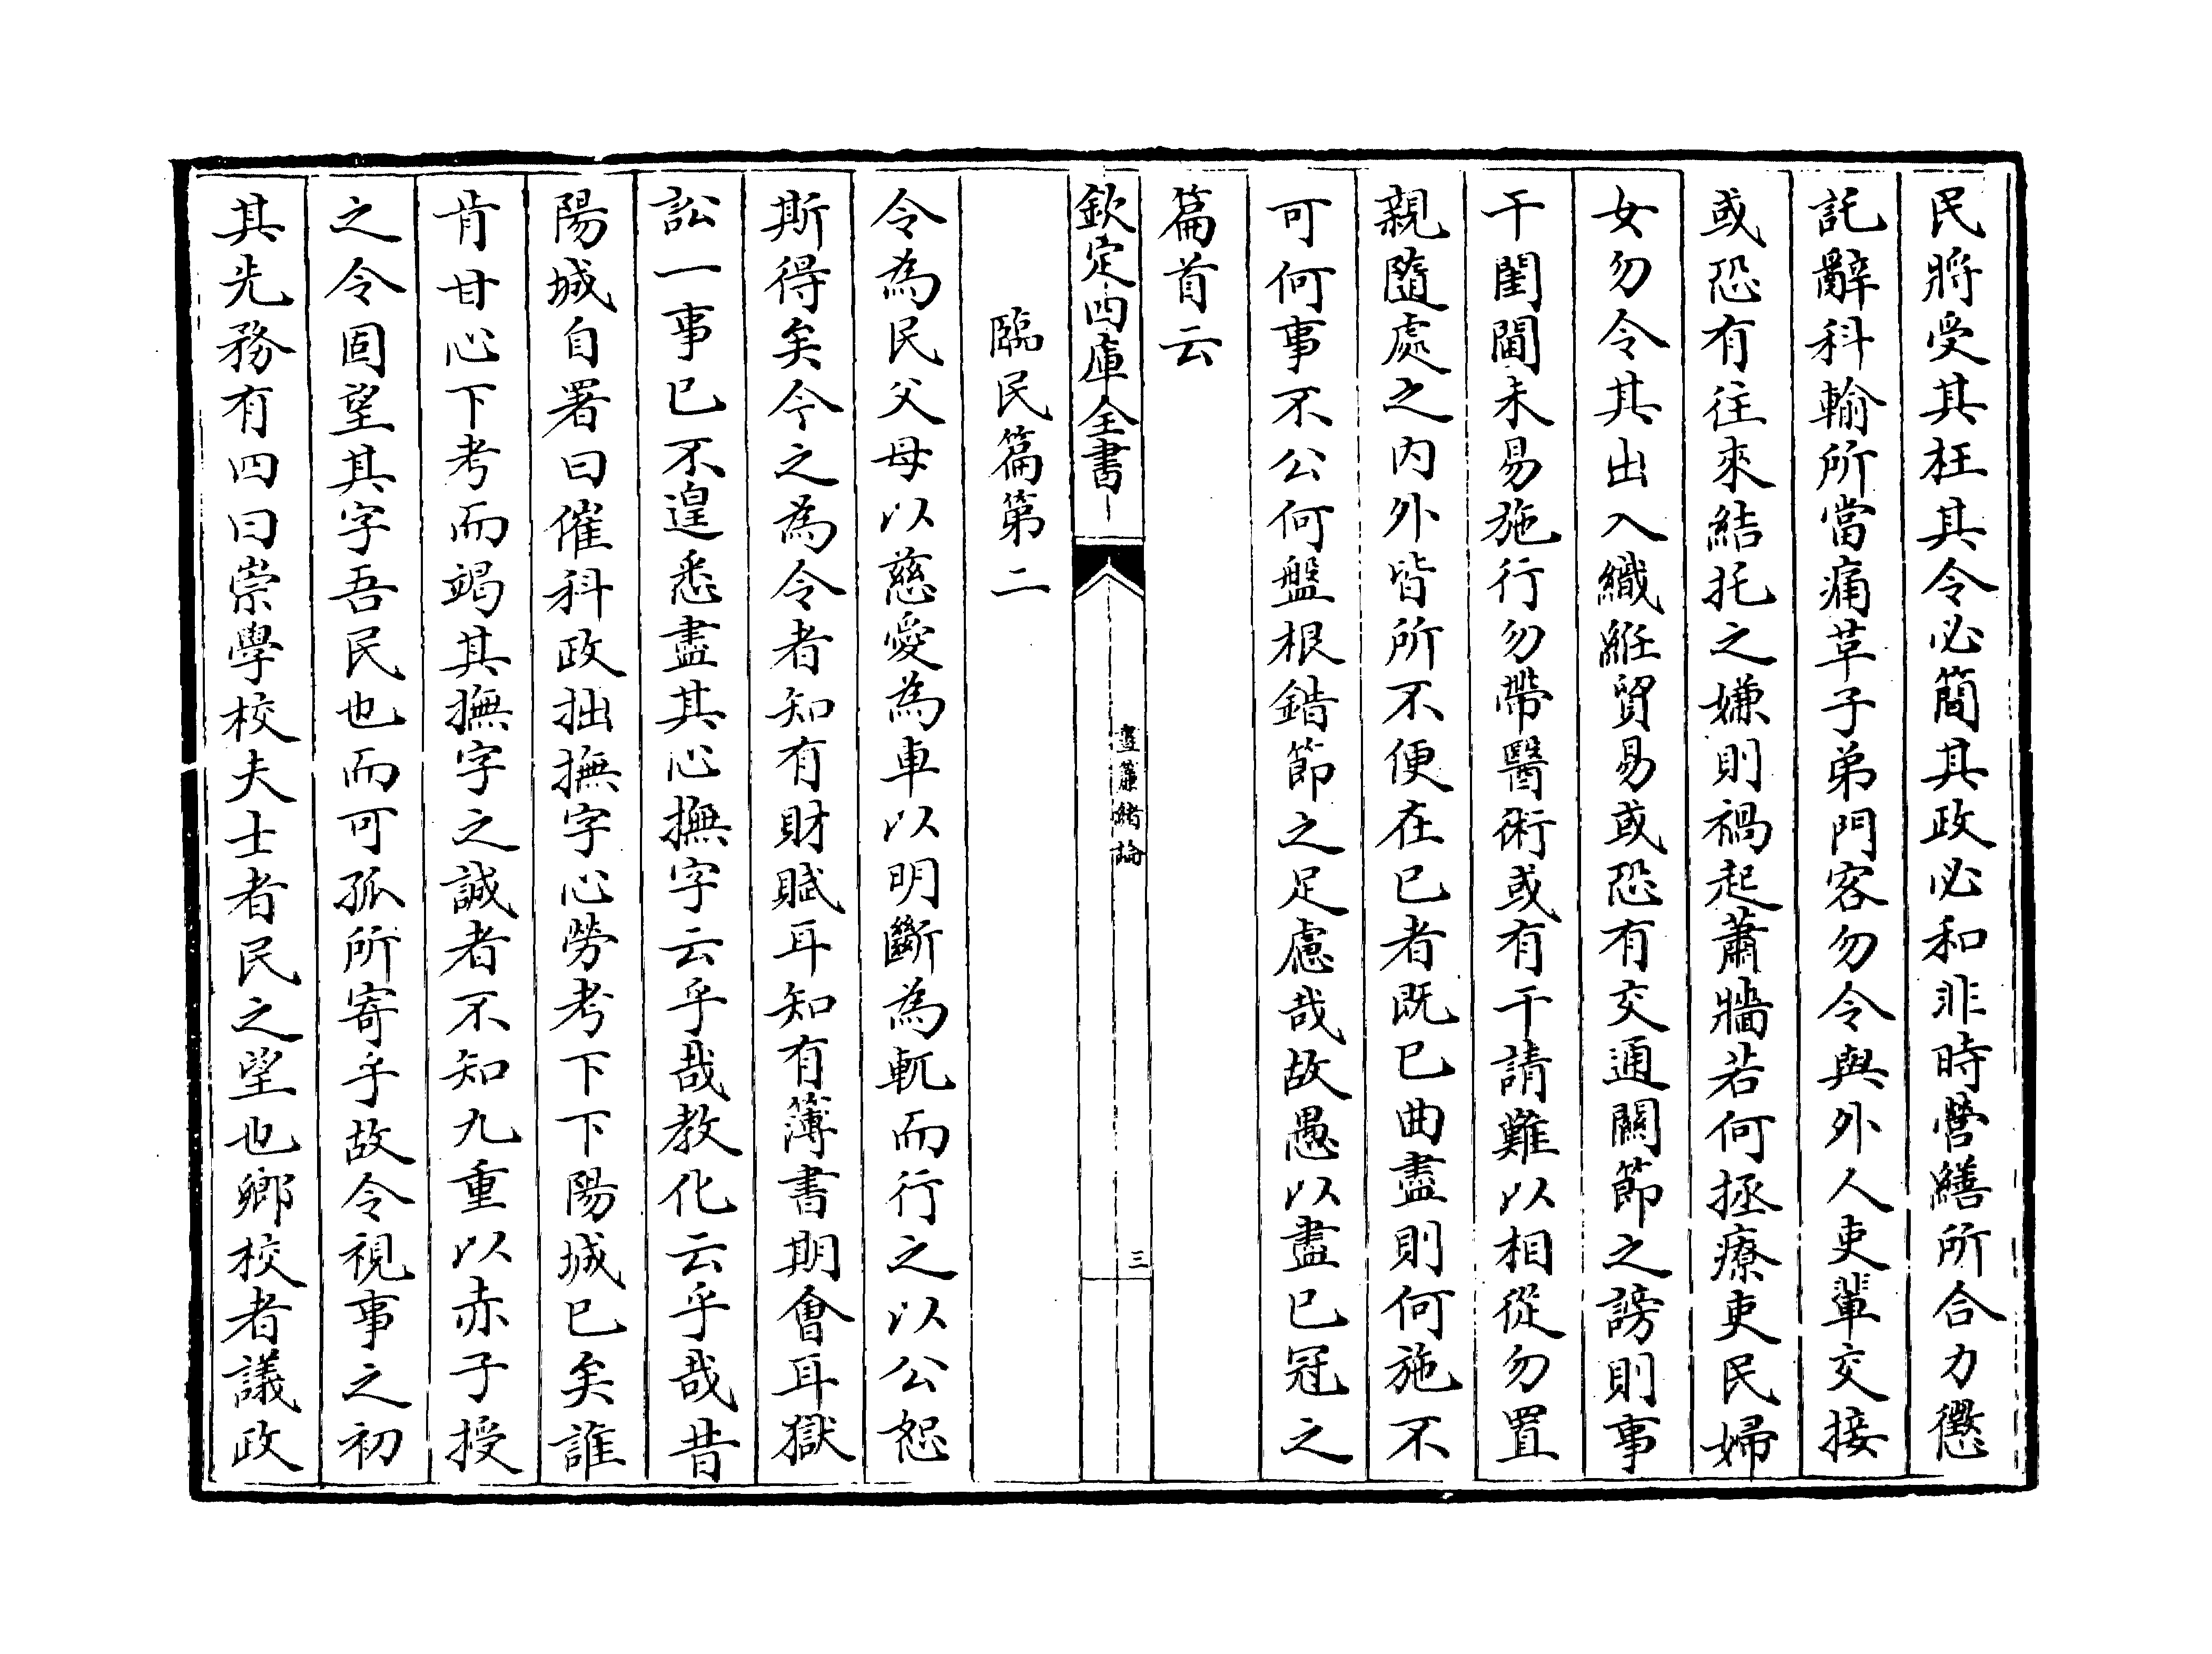 民將受其枉其令必簡其政必和非時營繕所合力懲
託辭科輸所當痛革子弟門客勿令與外人吏輩交接
或恐有往來結托之嫌則禍起蕭牆若何拯療吏民婦
女勿令其出入織絍貿易或恐有交通關節之謗則事
干閨閫未易施行勿帶醫術或有干請難以相從勿置
親隨處之内外皆所不便在已者既已曲盡則何施不
可何事不公何盤根錯節之足慮哉故愚以盡已冠之
篇首云
欽定四庫全書
晝簾緒論
三
臨民篇第二
令為民父母以慈愛為車以明斷為軏而行之以公恕
斯得矣今之為令者知有財賦耳知有簿書期會耳獄
訟一事已不遑悉盡其心撫字云乎哉教化云乎哉昔
陽城自署曰催科政拙撫字心勞考下下陽城已矣誰
肯甘心下考而竭其撫字之誠者不知九重以赤子授
之令固望其字吾民也而可孤所寄乎故令視事之初
其先務有四曰崇學校夫士者民之望也鄉校者議政